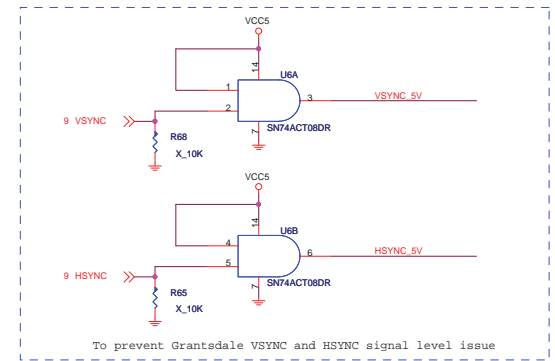 VCC5
14
U6A
1
3
VSYNC_5V
2
9 VSYNC
7
SN74ACT08DR
R68
X_10K
VCC5
14
U6B
4
6
HSYNC_5V
5
9 HSYNC
7
SN74ACT08DR
R65
X_10K
To prevent Grantsdale VSYNC and HSYNC signal level issue